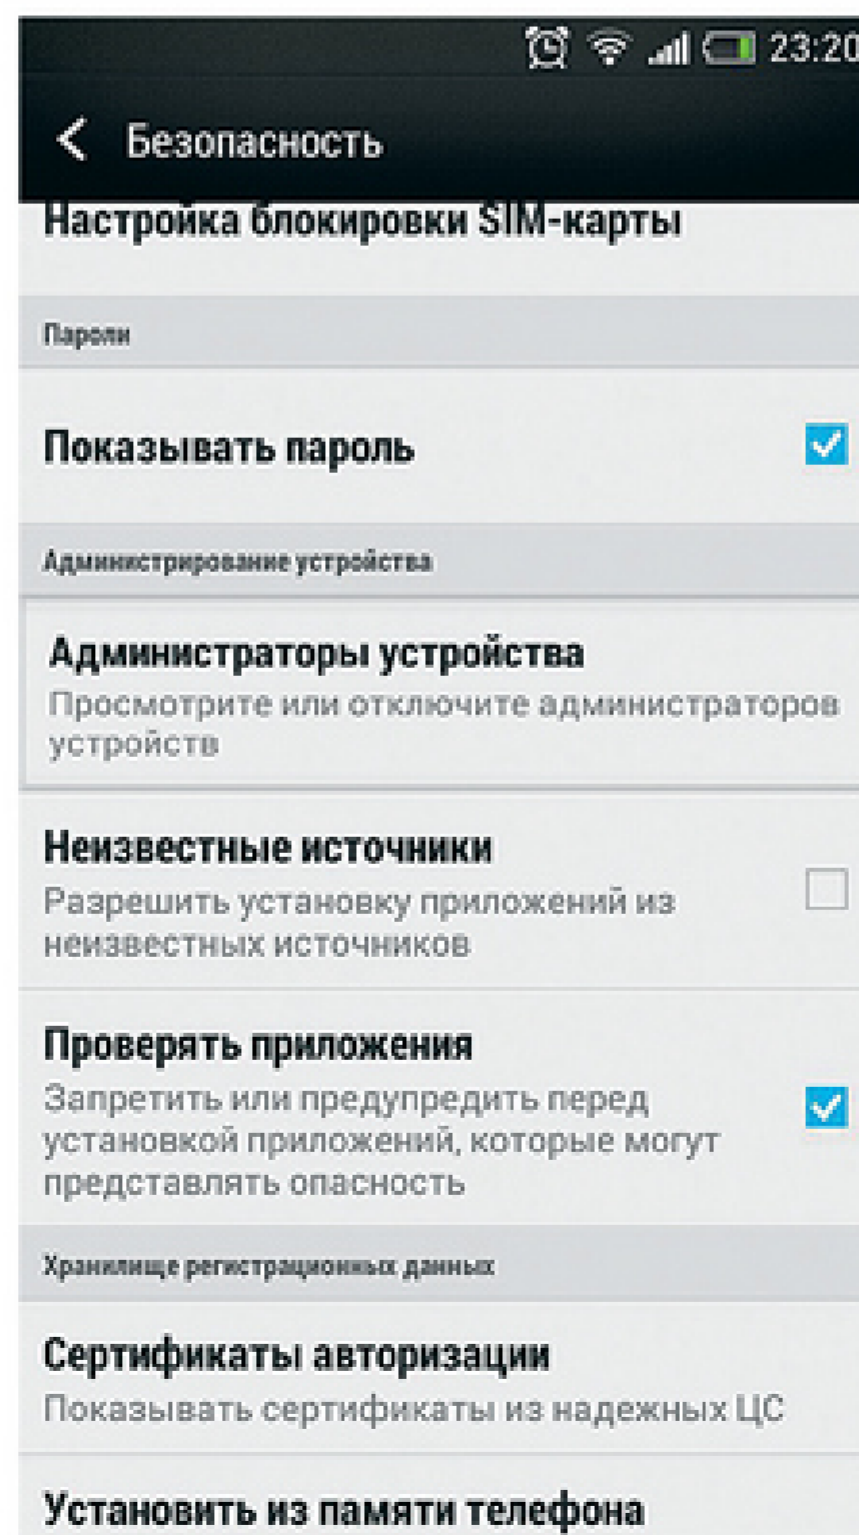 23:20
Безопасность
Настройка блокировки SIM-карты
Пароли
Показывать пароль
Администрирование устройства
Администраторы устройства
Просмотрите или отключите администраторов
устройств
Неизвестные источники
Разрешить установку приложений из
неизвестных источников
Проверять приложения
Запретить или предупредить перед
установкой приложений, которые могут
представлять опасность
Хранилище регистрационных данных
Сертификаты авторизации
Показывать сертификаты из надежных ЦС
Установить из памяти телефона